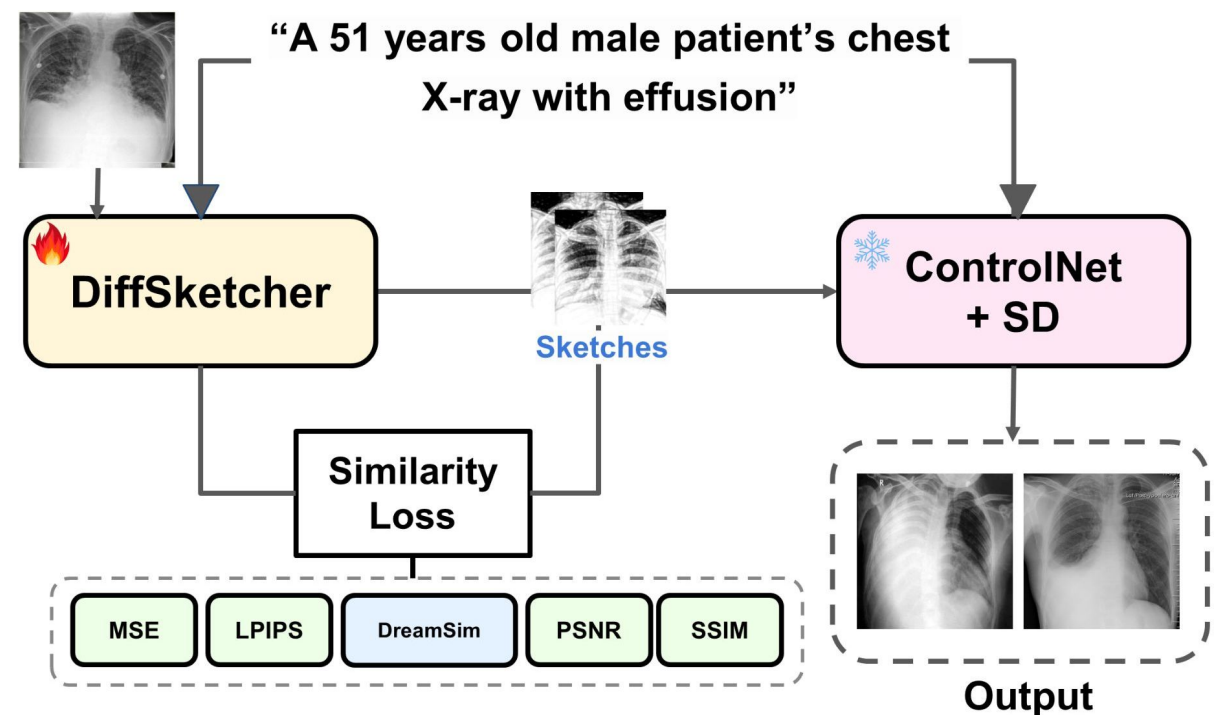 “A 51 years old male patient’s chest
X-ray with effusion”
DiffSketcher
Sketches
ControlNet
+ SD
Similarity
Loss
MSE
LPIPS
DreamSim
PSNR
SSIM
R
Output